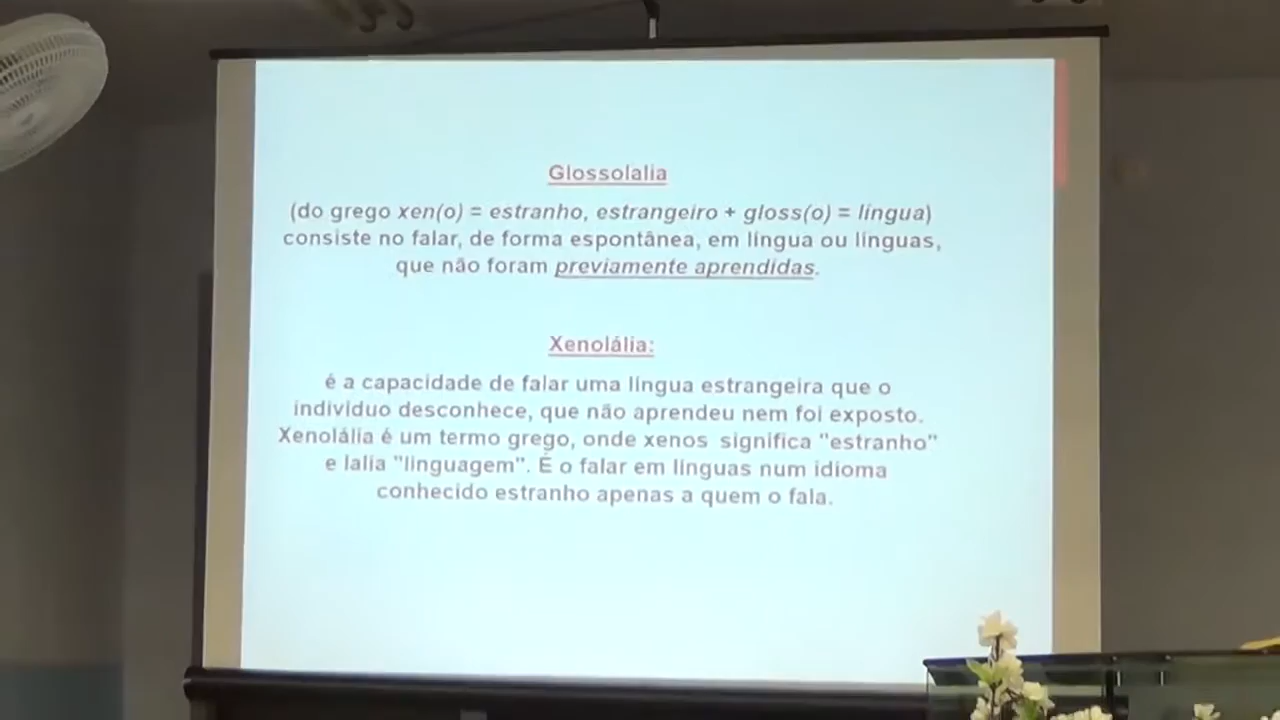 Glossolalia
(do grego xen(o) = estranho, estrangeiro + gloss(o) = língua)
consiste no falar, de forma espontânea, em língua ou línguas,
que não foram previamente aprendidas.
Xenolália:
é a capacidade de falar uma língua estrangeira que o
indivíduo desconhece, que não aprendeu nem foi exposto.
Xenolália é um termo grego, onde xenos significa "estranho"
e lalia "linguagem". É o falar em línguas num idioma
conhecido estranho apenas a quem o fala.